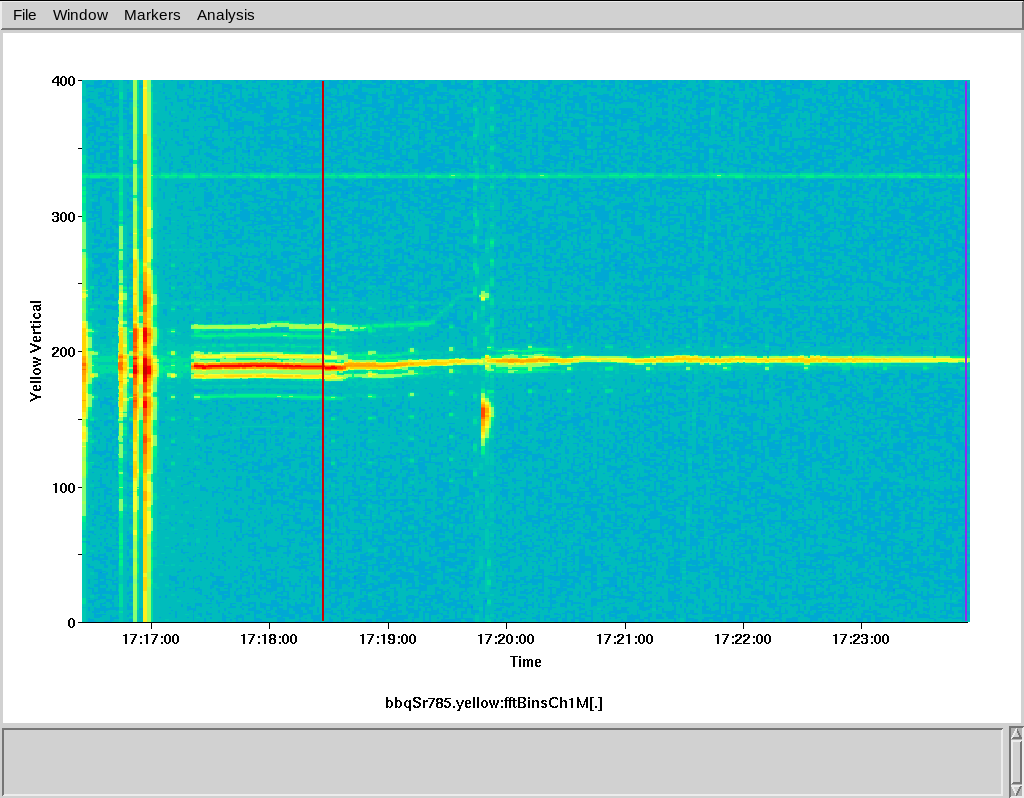 File Window Markers Analysis
400
300
200
100
0
Yellow Vertical
17:17:00 17:18:00 17:19:00 17:20:00 17:21:00 17:22:00 17:23:00
Time
bbqSr785.yellow:fftBinsCh1M[.]